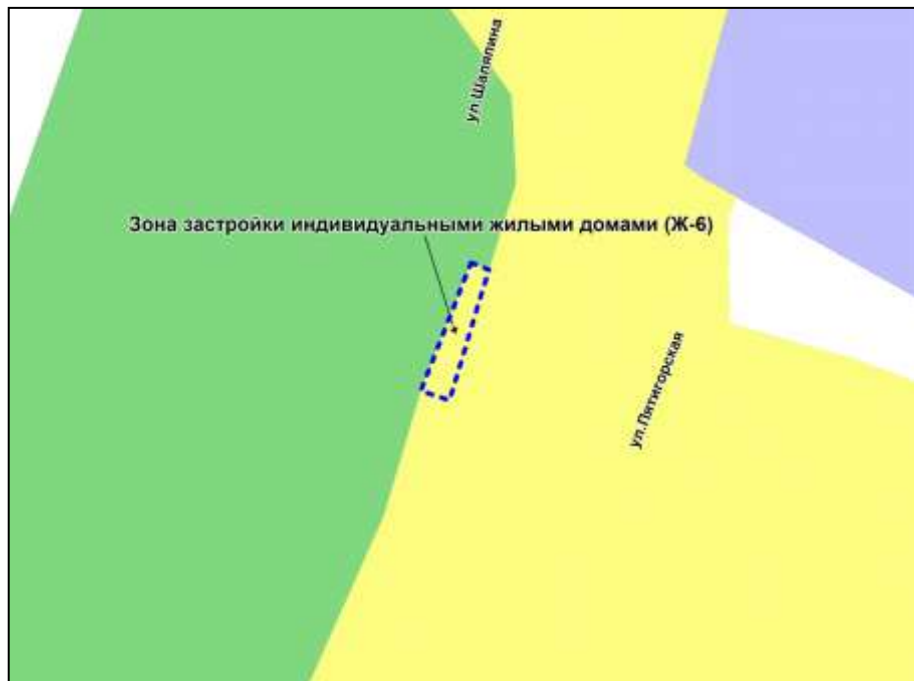 ул.Шаляпина
Зона застройки индивидуальными жилыми домами (Ж-6)
ул.Пятигорская